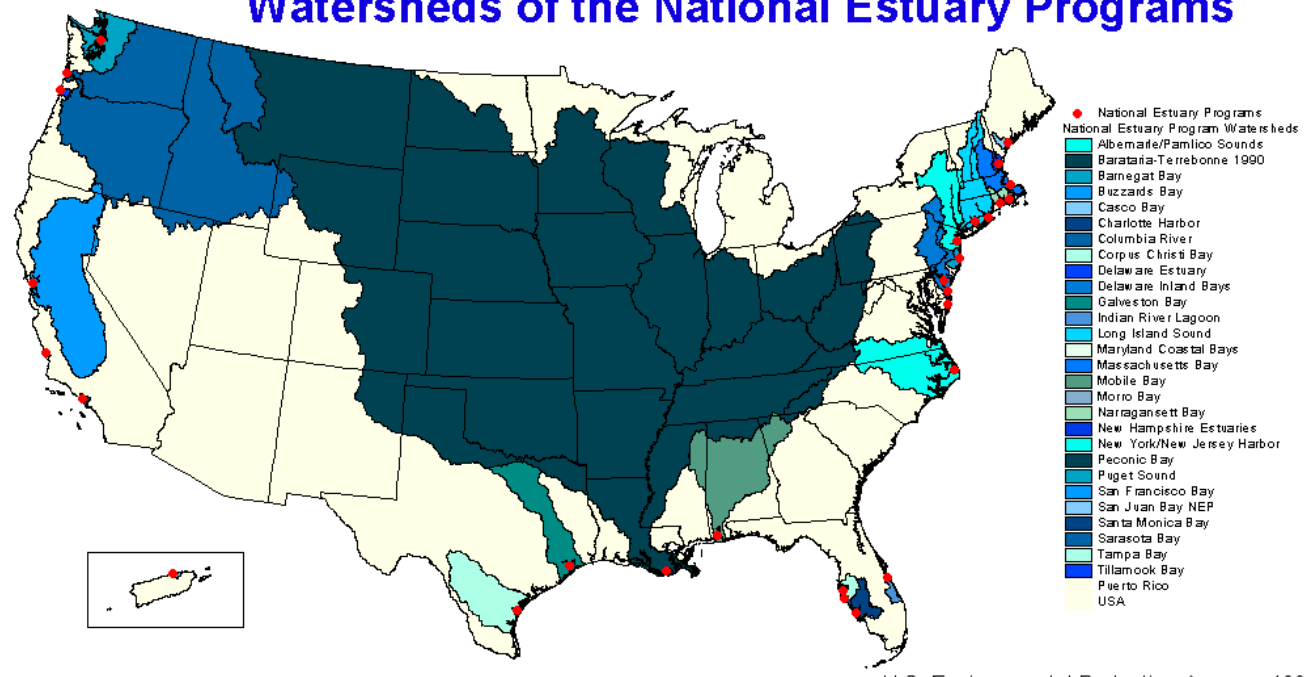 Watersheds of the National Estuary Programs
National Estuary Programs
National Estuary Program Watersheds
Albemarle/Pamlico Sounds
Barataria-Terrebonne 1990
Barnegat Bay
Buzzards Bay
Casco Bay
Charlotte Harbor
Columbia River
Corpus Christi Bay
Delaware Estuary
Delaware Inland Bays
Galveston Bay
Indian River Lagoon
Long Island Sound
Maryland Coastal Bays
Massachusetts Bay
Mobile Bay
Morro Bay
Narragansett Bay
New Hampshire Estuaries
New York/New Jersey Harbor
Peconic Bay
Puget Sound
San Francisco Bay
San Juan Bay NEP
Santa Monica Bay
Sarasota Bay
Tampa Bay
Tillamook Bay
Puerto Rico
USA